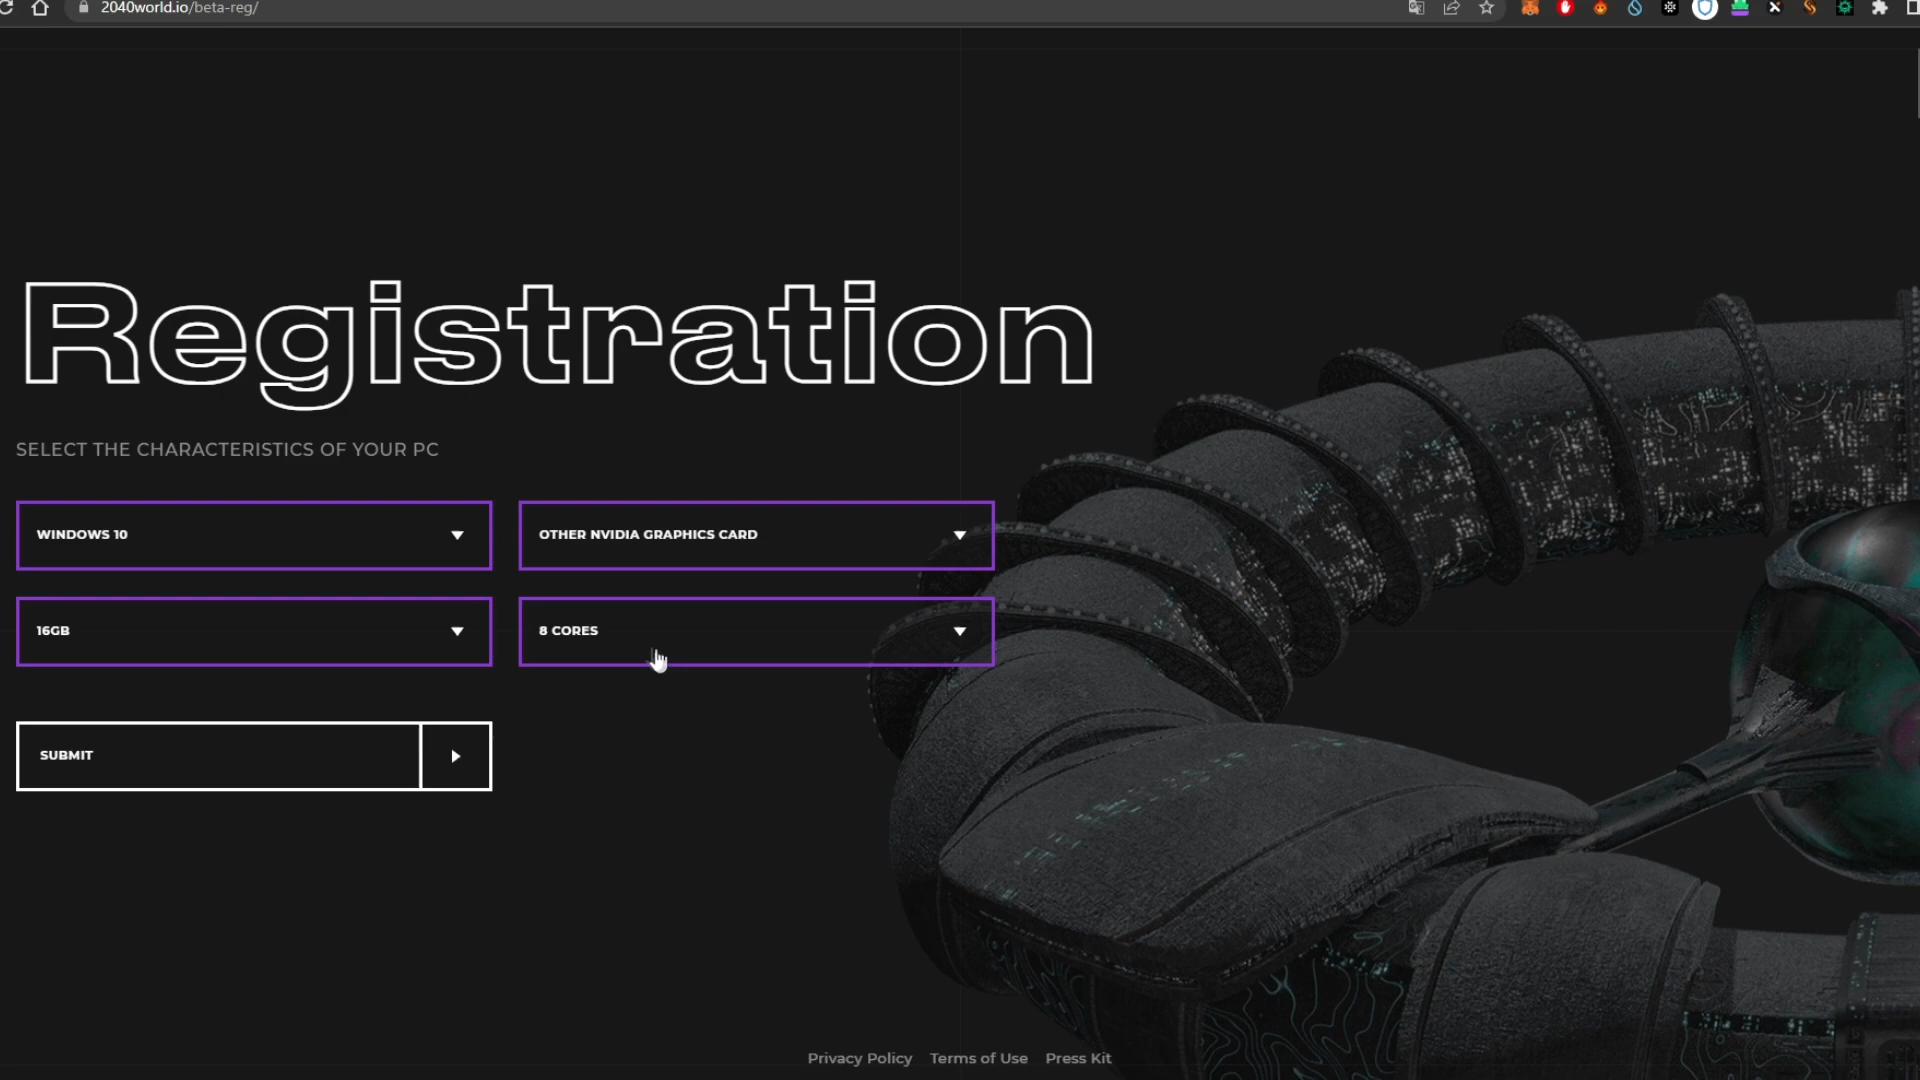 2040world.io/beta-reg/
Registration
SELECT THE CHARACTERISTICS OF YOUR PC
WINDOWS 10
OTHER NVIDIA GRAPHICS CARD
16GB
8 CORES
SUBMIT
Privacy Policy Terms of Use Press Kit